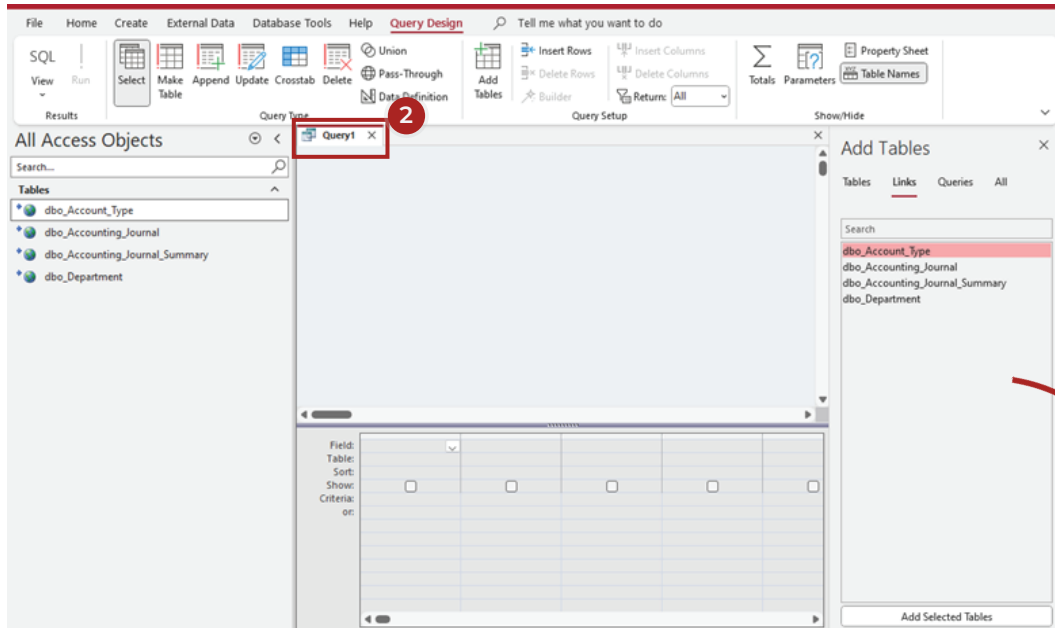 File Home Create External Data Database Tools Help Query Design Tell me what you want to do
SQL
View
Run
Results
Select
Make Table
Append
Update
Crosstab
Delete
Union
Pass-Through
Data Definition
Query Type
2
Add Tables
Insert Rows
Delete Rows
Builder
Insert Columns
Delete Columns
Return: All
Query Setup
Totals
Parameters
Property Sheet
Table Names
Show/Hide
All Access Objects
Search...
Tables
dbo_Account_Type
dbo_Accounting_Journal
dbo_Accounting_Journal_Summary
dbo_Department
Query1
Field:
Table:
Sort:
Show:
Criteria:
or:
Add Tables
Tables Links Queries All
Search
dbo_Account_Type
dbo_Accounting_Journal
dbo_Accounting_Journal_Summary
dbo_Department
Add Selected Tables